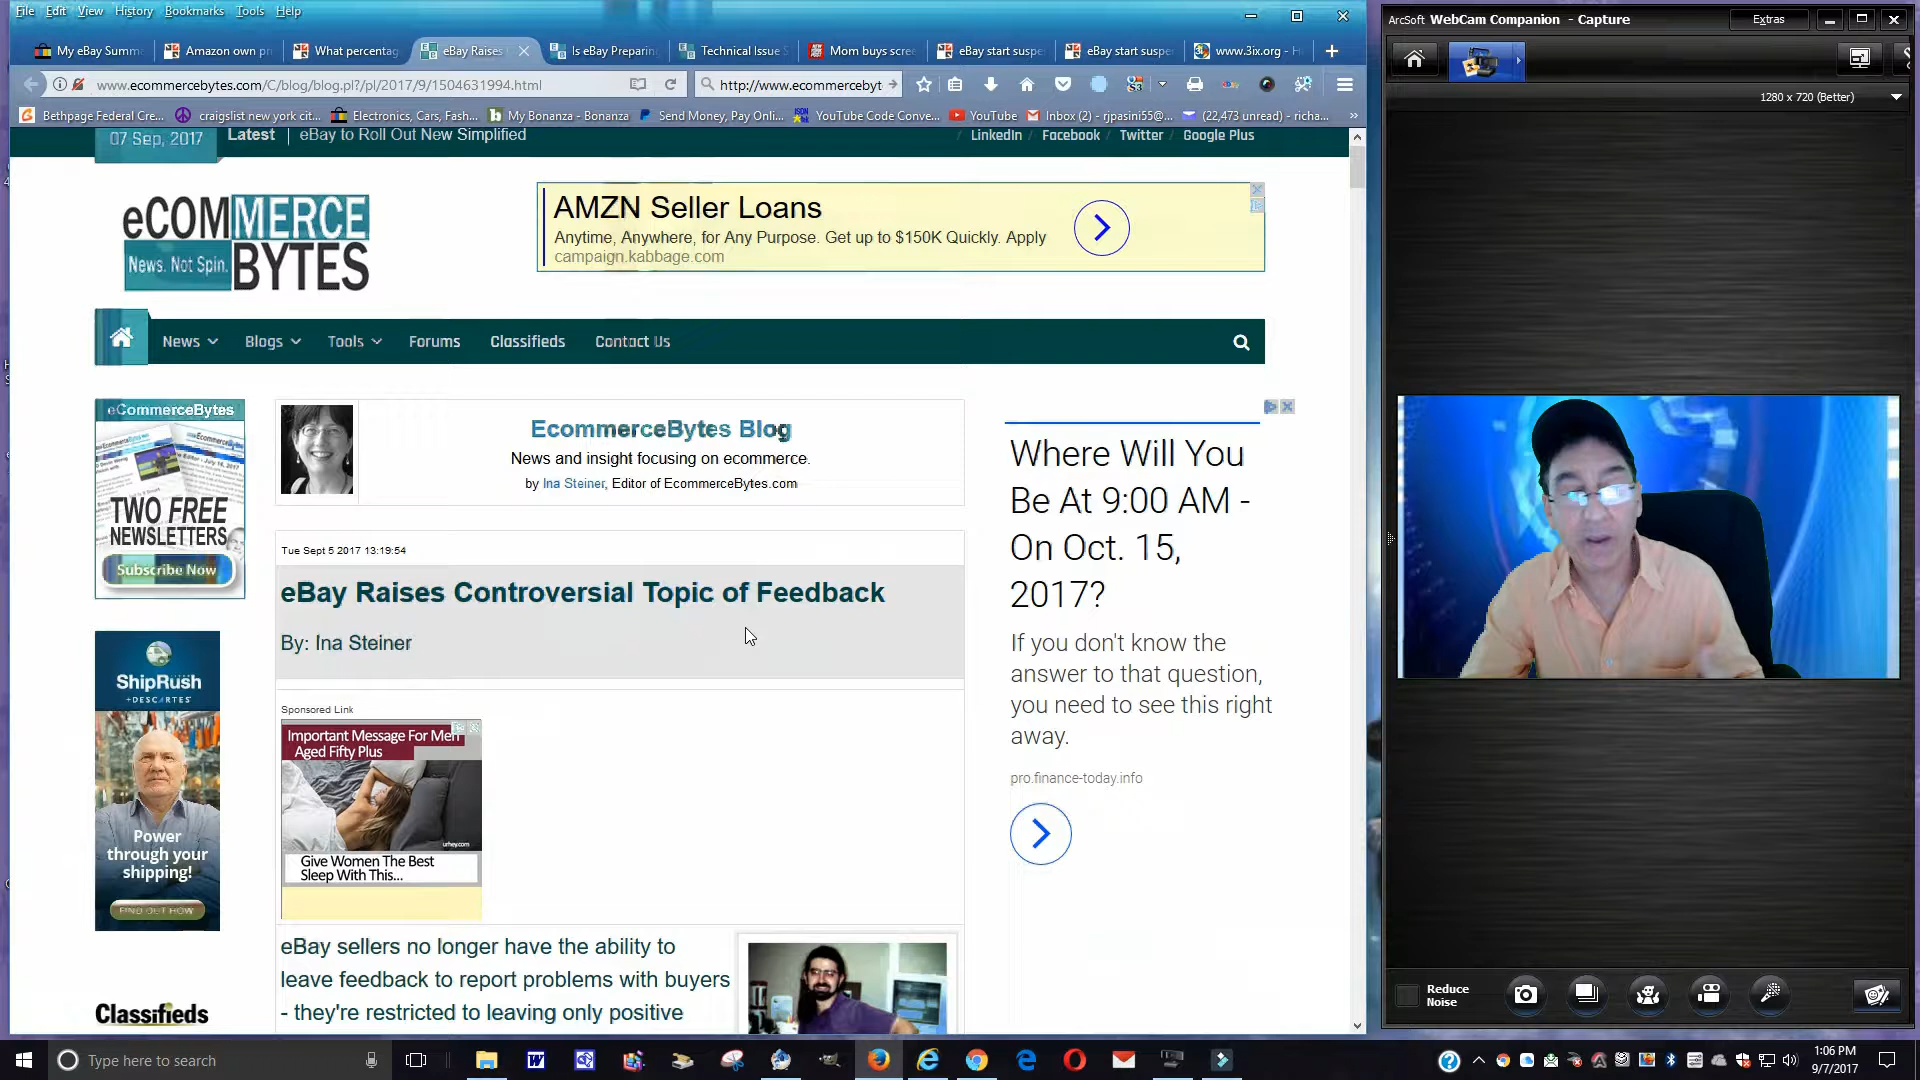 File Edit View History Bookmarks Tools Help
My eBay Summ
Amazon own pr
What percentag
eBay Raises
Is eBay Preparin
Technical Issue S
Mom buys scre
eBay start suspe
eBay start suspe
www.3ix.org - H
www.ecommercebytes.com/C/blog/blog.pl?/pl/2017/9/1504631994.html
http://www.ecommercebyt
Bethpage Federal Cre...
craigslist new york cit...
Electronics, Cars, Fash...
My Bonanza - Bonanza
Send Money, Pay Onli...
YouTube Code Conve...
YouTube
Inbox (2) - rjpasini55@...
(22,473 unread) - richa...
07 Sep, 2017
Latest
eBay to Roll Out New Simplified
/ LinkedIn / Facebook / Twitter / Google Plus
eCOMMERCE
News. Not Spin. BYTES
AMZN Seller Loans
Anytime, Anywhere, for Any Purpose. Get up to $150K Quickly. Apply
campaign.kabbage.com
News Blogs Tools Forums Classifieds Contact Us
eCommerceBytes
TWO FREE
NEWSLETTERS
Subscribe Now
EcommerceBytes Blog
News and insight focusing on ecommerce.
by Ina Steiner, Editor of EcommerceBytes.com
Tue Sept 5 2017 13:19:54
eBay Raises Controversial Topic of Feedback
By: Ina Steiner
Sponsored Link
Important Message For Men
Aged Fifty Plus
urhey.com
Give Women The Best
Sleep With This...
eBay sellers no longer have the ability to
leave feedback to report problems with buyers
- they're restricted to leaving only positive
ShipRush
DESCARTES
Power
through your
shipping!
FIND OUT HOW
Classifieds
Where Will You
Be At 9:00 AM -
On Oct. 15,
2017?
If you don't know the
answer to that question,
you need to see this right
away.
pro.finance-today.info
ArcSoft WebCam Companion - Capture
Extras
1280 x 720 (Better)
Reduce
Noise
Type here to search
1:06 PM
9/7/2017